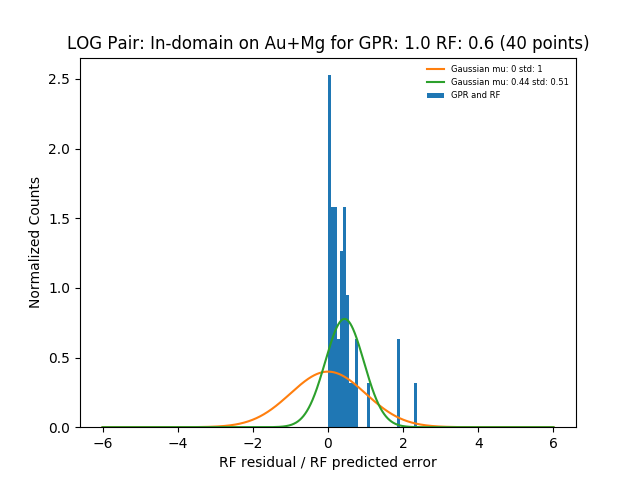 LOG Pair: In-domain on Au+Mg for GPR: 1.0 RF: 0.6 (40 points)
Gaussian mu: 0 std: 1
Gaussian mu: 0.44 std: 0.51
GPR and RF
Normalized Counts
2.5
2.0
1.5
1.0
0.5
0.0
−6 −4 −2 0 2 4 6
RF residual / RF predicted error